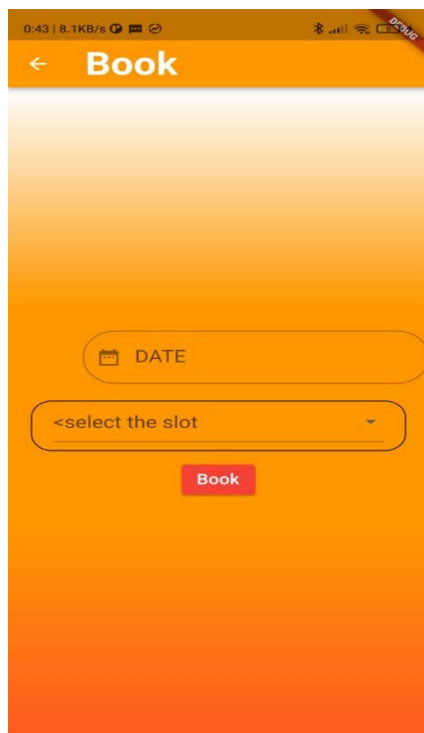 0:43 | 8.1KB/s
DEBUG
Book
DATE
<select the slot
Book